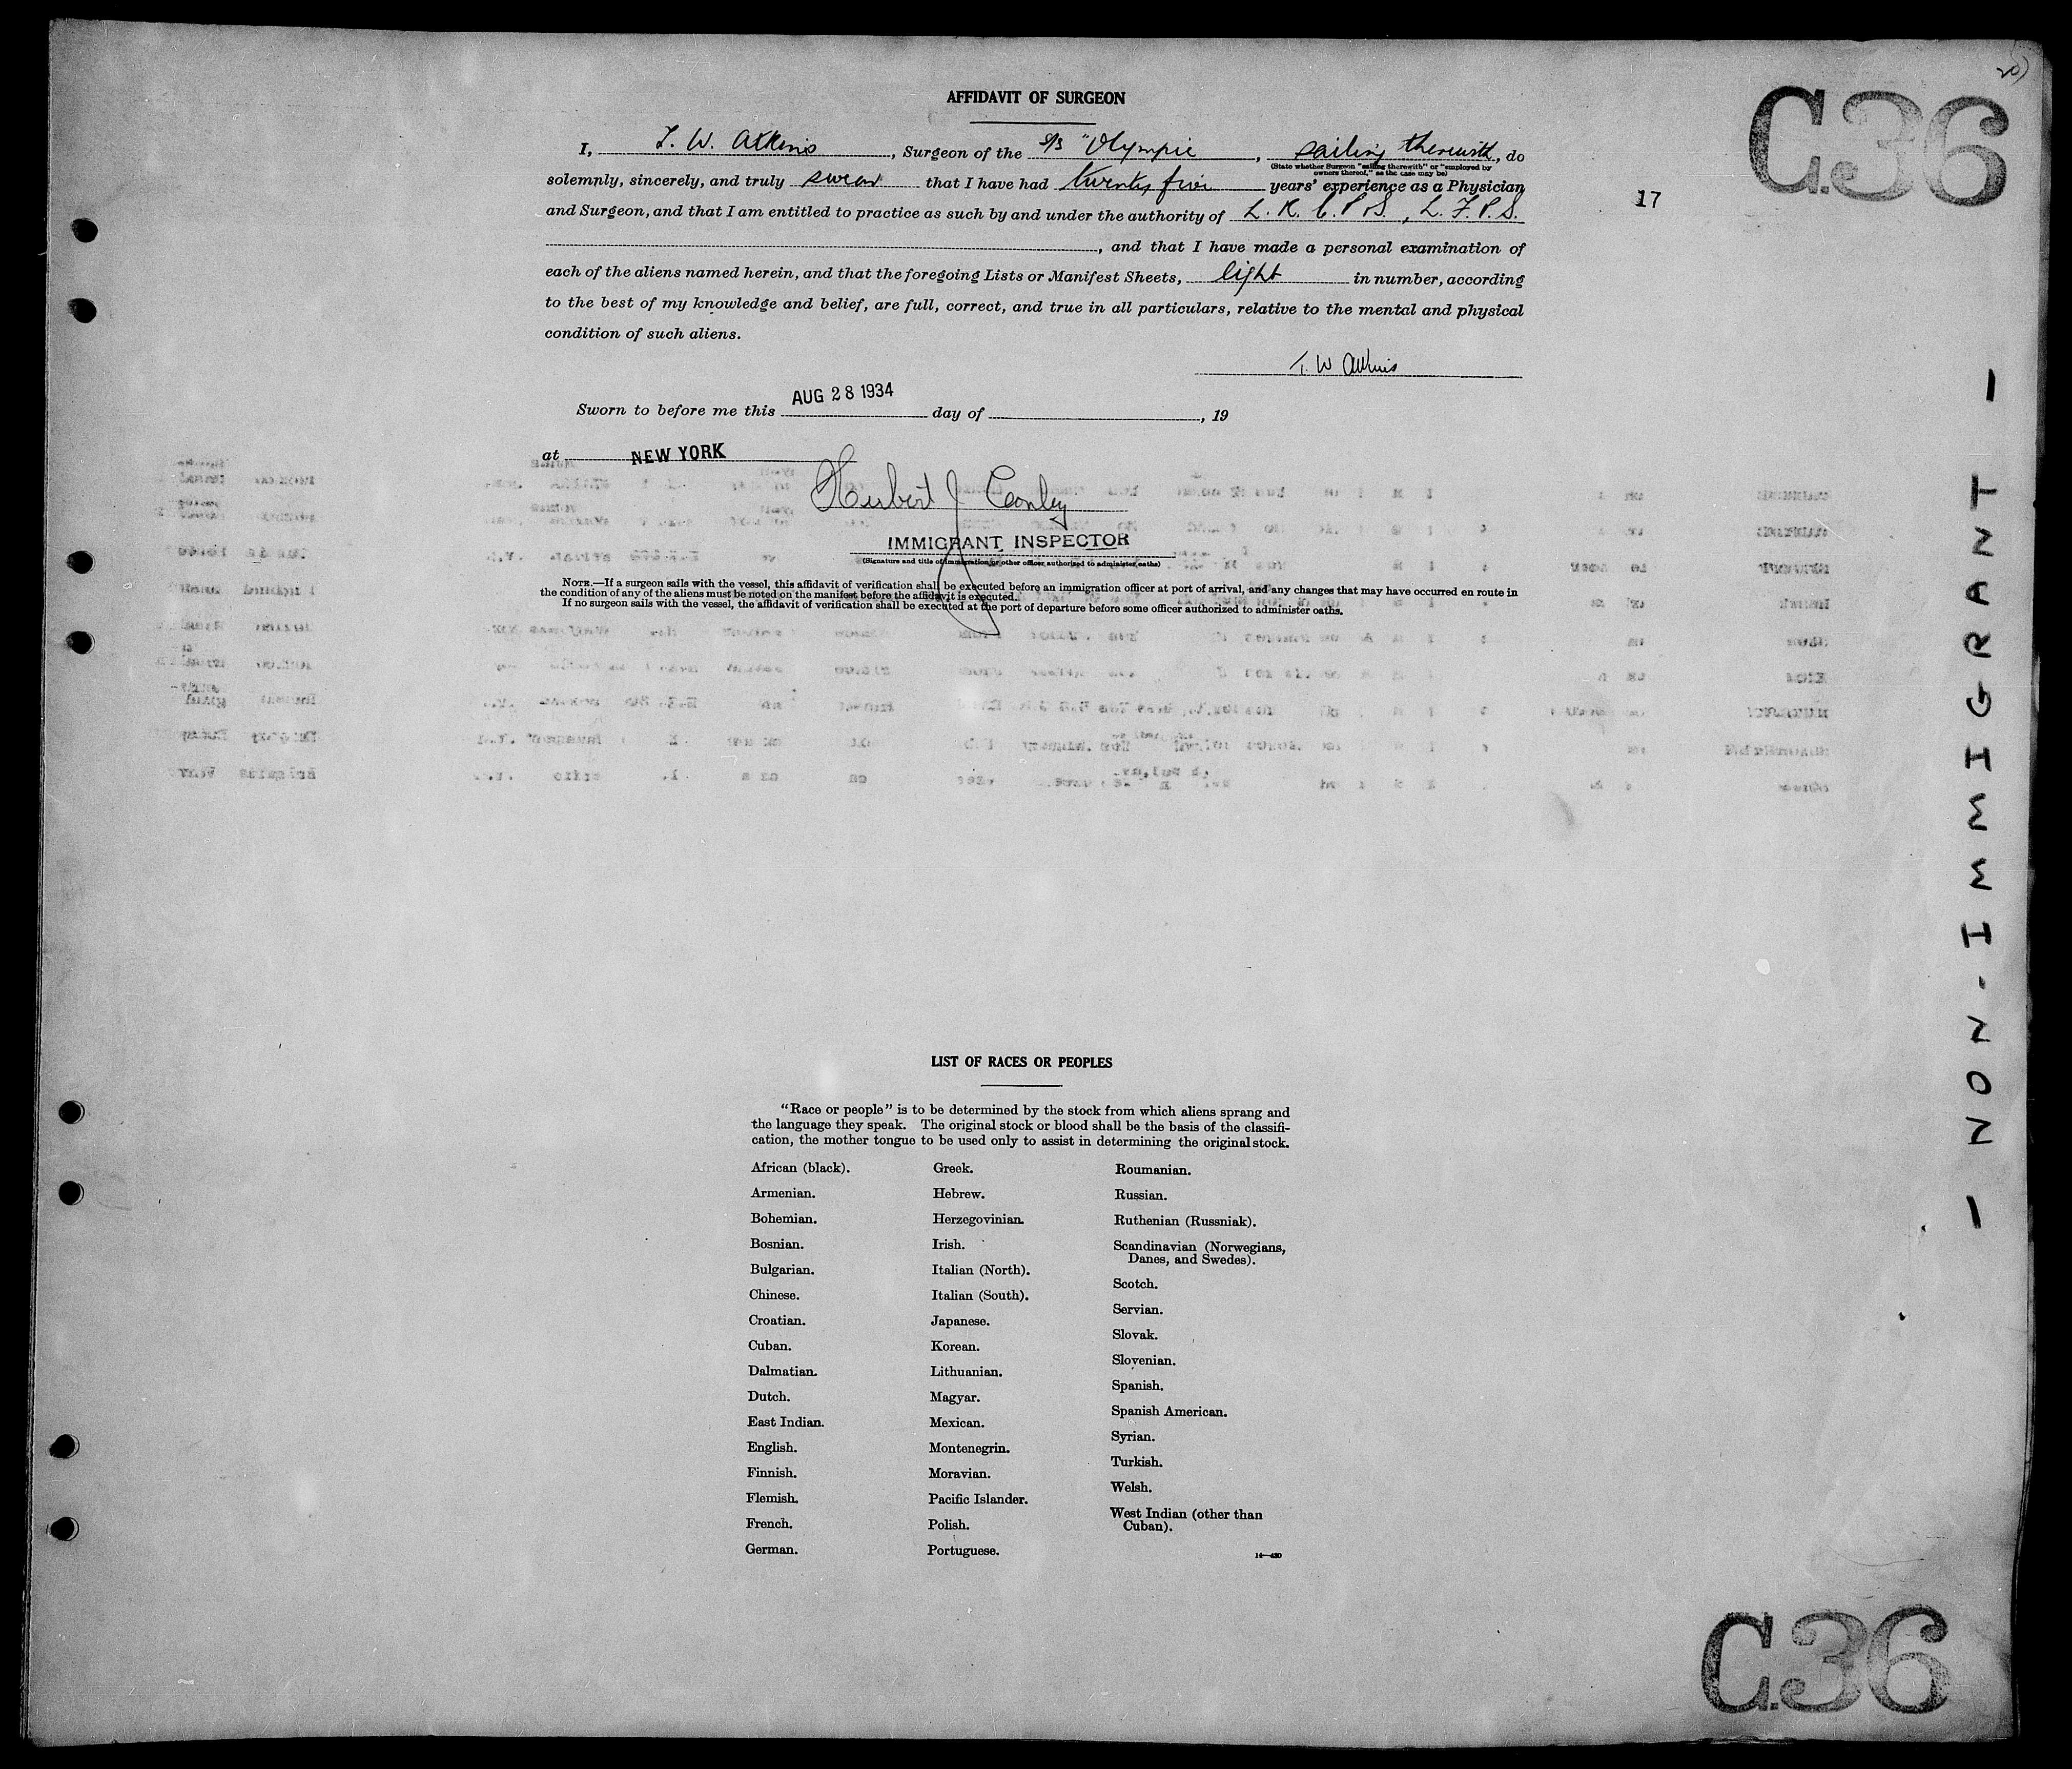 20)
C.36
AFFIDAVIT OF SURGEON
I, T. W. Atkins, Surgeon of the S/S "Olympic, sailing therewith, do
(State whether Surgeon "sailing therewith" or "employed by
owners thereof," as the case may be)
solemnly, sincerely, and truly swear that I have had twenty five years' experience as a Physician
17
and Surgeon, and that I am entitled to practice as such by and under the authority of L. R. C. P. S., L. F. P. S.
, and that I have made a personal examination of
each of the aliens named herein, and that the foregoing Lists or Manifest Sheets, eight in number, according
to the best of my knowledge and belief, are full, correct, and true in all particulars, relative to the mental and physical
condition of such aliens.
T. W Atkins
Sworn to before me this AUG 28 1934 day of , 19
at NEW YORK
Herbert J Conley
IMMIGRANT INSPECTOR
(Signature and title of immigration or other officer authorized to administer oaths)
NOTE.—If a surgeon sails with the vessel, this affidavit of verification shall be executed before an immigration officer at port of arrival, and any changes that may have occurred en route in
the condition of any of the aliens must be noted on the manifest before the affidavit is executed.
If no surgeon sails with the vessel, the affidavit of verification shall be executed at the port of departure before some officer authorized to administer oaths.
- NON-IMMIGRANT -
LIST OF RACES OR PEOPLES
"Race or people" is to be determined by the stock from which aliens sprang and
the language they speak. The original stock or blood shall be the basis of the classifi-
cation, the mother tongue to be used only to assist in determining the original stock.
African (black).
Armenian.
Bohemian.
Bosnian.
Bulgarian.
Chinese.
Croatian.
Cuban.
Dalmatian.
Dutch.
East Indian.
English.
Finnish.
Flemish.
French.
German.
Greek.
Hebrew.
Herzegovinian.
Irish.
Italian (North).
Italian (South).
Japanese.
Korean.
Lithuanian.
Magyar.
Mexican.
Montenegrin.
Moravian.
Pacific Islander.
Polish.
Portuguese.
Roumanian.
Russian.
Ruthenian (Russniak).
Scandinavian (Norwegians,
Danes, and Swedes).
Scotch.
Servian.
Slovak.
Slovenian.
Spanish.
Spanish American.
Syrian.
Turkish.
Welsh.
West Indian (other than
Cuban).
14—430
C.36